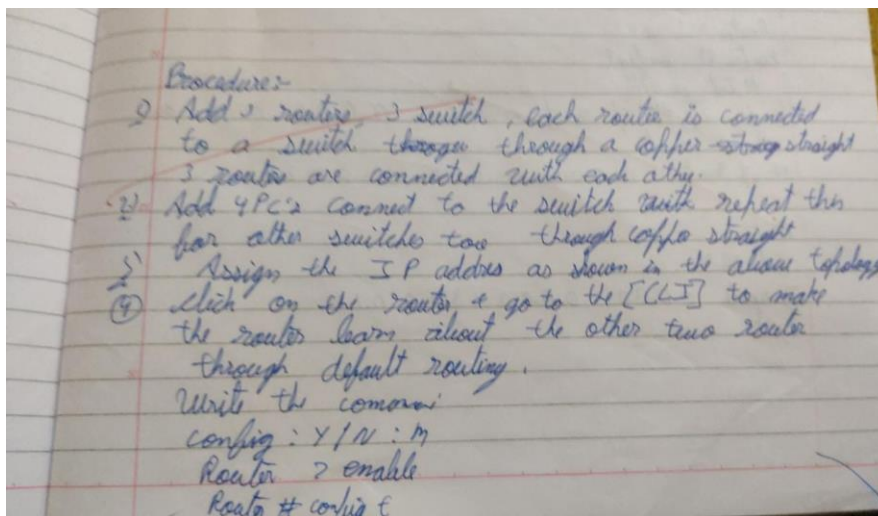 Procedure:-
1) Add 3 routers, 3 switch, each router is connected
to a switch through a copper straight
3 routers are connected with each other.
2) Add 4 PC's connect to the switch with repeat this
for other switches too through copper straight
3) Assign the IP address as shown in the above topology
4) Click on the router & go to the [CLI] to make
the router learn about the other two router
through default routing.
Write the
config : Y/N : n
Router > enable
Router # config t